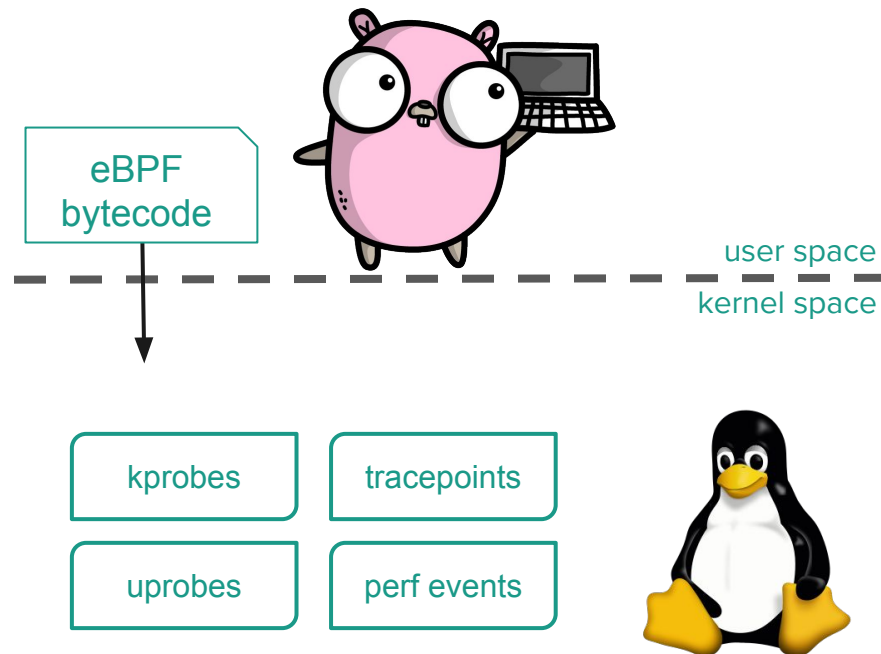 eBPF
bytecode
user space
kernel space
kprobes
tracepoints
uprobes
perf events